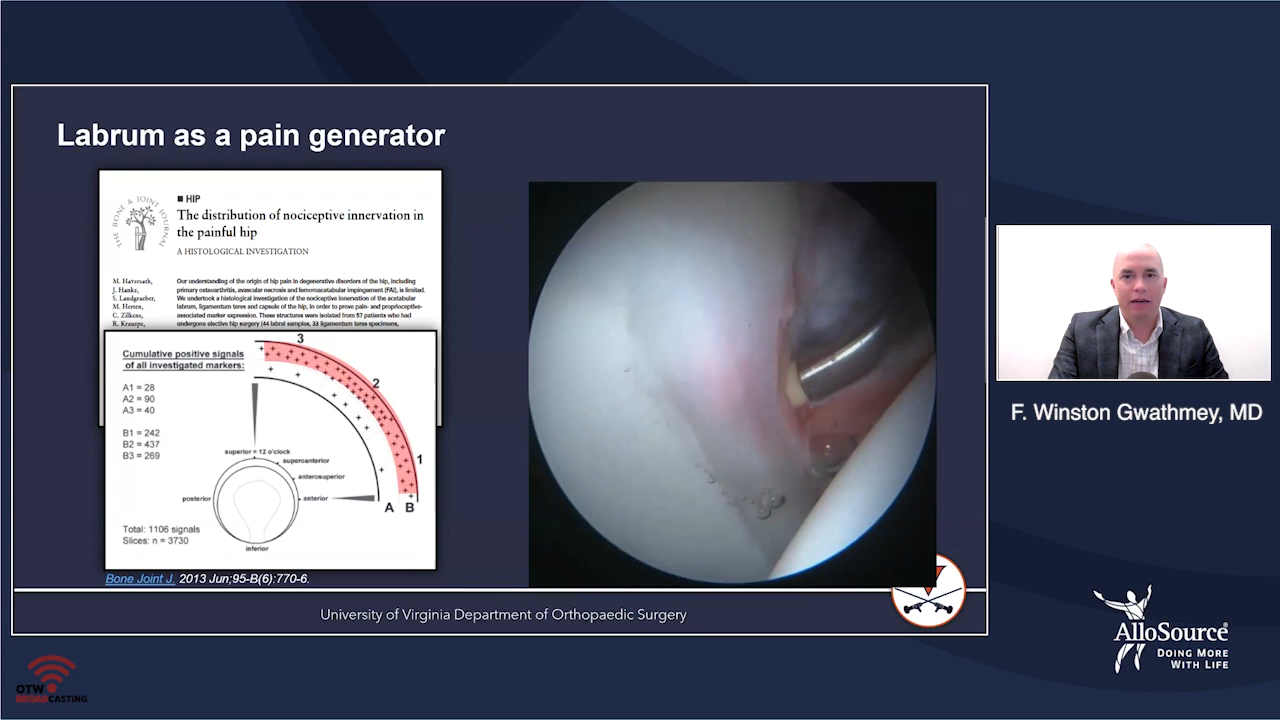 Labrum as a pain generator
THE BONE & JOINT JOURNAL
■ HIP
The distribution of nociceptive innervation in
the painful hip
A HISTOLOGICAL INVESTIGATION
M. Haversath,
J. Hanke,
S. Landgraeber,
M. Herten,
C. Zilkens,
R. Krauspe,
Our understanding of the origin of hip pain in degenerative disorders of the hip, including
primary osteoarthritis, avascular necrosis and femoroacetabular impingement (FAI), is limited.
We undertook a histological investigation of the nociceptive innervation of the acetabular
labrum, ligamentum teres and capsule of the hip, in order to prove pain- and proprioceptive-
associated marker expression. These structures were isolated from 57 patients who had
undergone elective hip surgery (44 labral samples, 33 ligamentum teres specimens,
Cumulative positive signals
of all investigated markers:
A1 = 28
A2 = 90
A3 = 40
B1 = 242
B2 = 437
B3 = 269
3
2
1
A B
superior = 12 o'clock
superoanterior
anterosuperior
posterior
anterior
inferior
Total: 1106 signals
Slices: n = 3730
Bone Joint J. 2013 Jun;95-B(6):770-6.
University of Virginia Department of Orthopaedic Surgery
F. Winston Gwathmey, MD
AlloSource®
DOING MORE
WITH LIFE
OTW
BROADCASTING